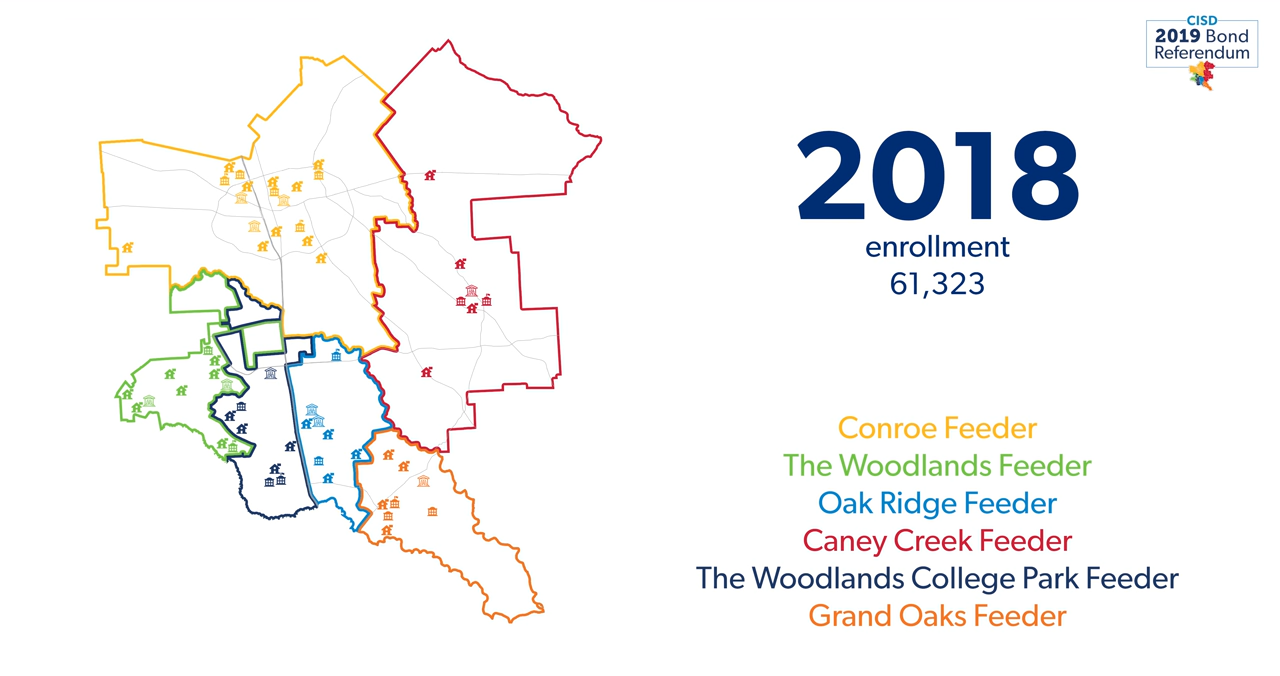 CISD
2019 Bond
Referendum
2018
enrollment
61,323
Conroe Feeder
The Woodlands Feeder
Oak Ridge Feeder
Caney Creek Feeder
The Woodlands College Park Feeder
Grand Oaks Feeder